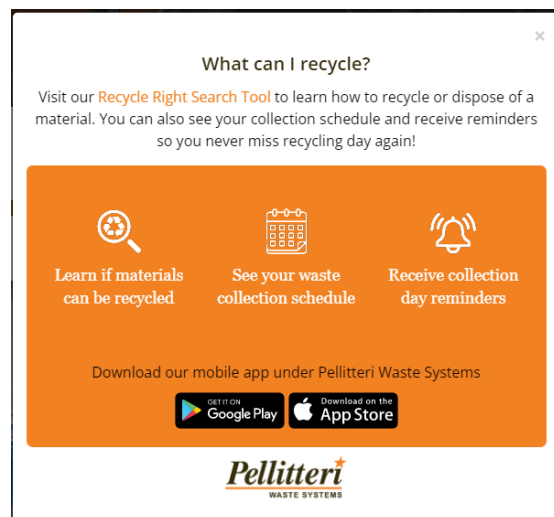 ×
What can I recycle?
Visit our Recycle Right Search Tool to learn how to recycle or dispose of a
material. You can also see your collection schedule and receive reminders
so you never miss recycling day again!
Learn if materials
can be recycled
See your waste
collection schedule
Receive collection
day reminders
Download our mobile app under Pellitteri Waste Systems
GET IT ON
Google Play
Download on the
App Store
Pellitteri
WASTE SYSTEMS